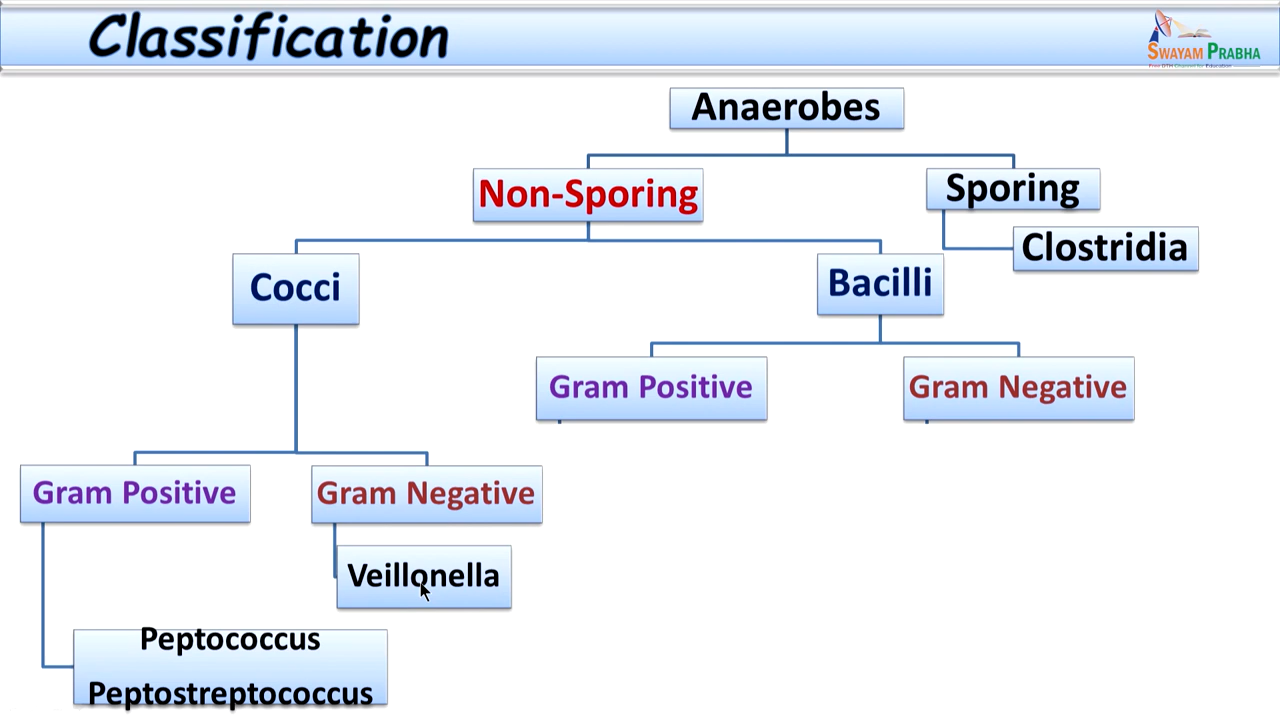 Classification
SWAYAM PRABHA
Anaerobes
Non-Sporing
Sporing
Clostridia
Cocci
Bacilli
Gram Positive
Gram Negative
Gram Positive
Gram Negative
Veillonella
Peptococcus
Peptostreptococcus